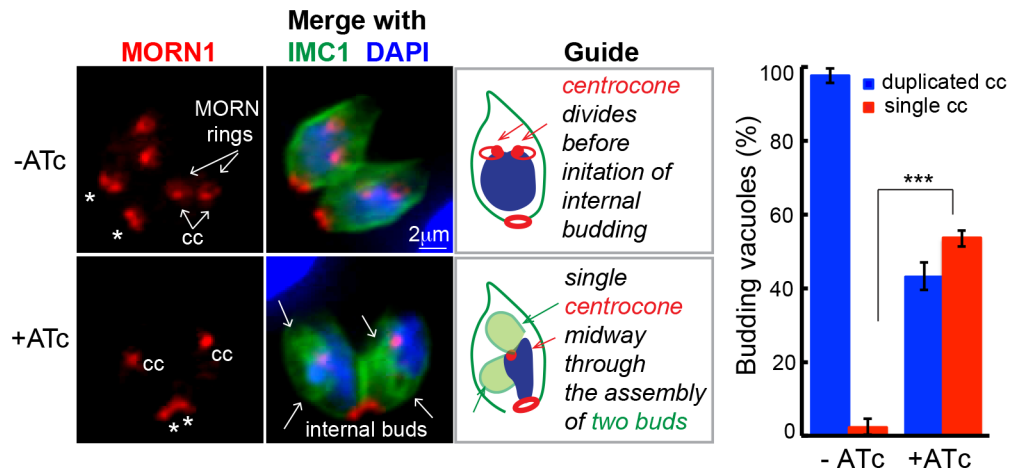 Merge with
MORN1
IMC1 DAPI
Guide
-ATc
MORN
rings
*
*
cc
2μm
centrocone
divides
before
initation of
internal
budding
+ATc
cc
cc
* *
internal buds
single
centrocone
midway
through
the assembly
of two buds
Budding vacuoles (%)
100
80
60
40
20
0
duplicated cc
single cc
***
- ATc
+ATc